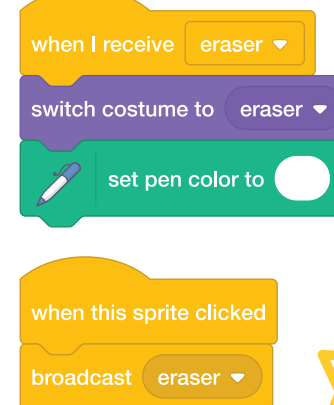 when I receive eraser
switch costume to eraser
set pen color to
when this sprite clicked
broadcast eraser